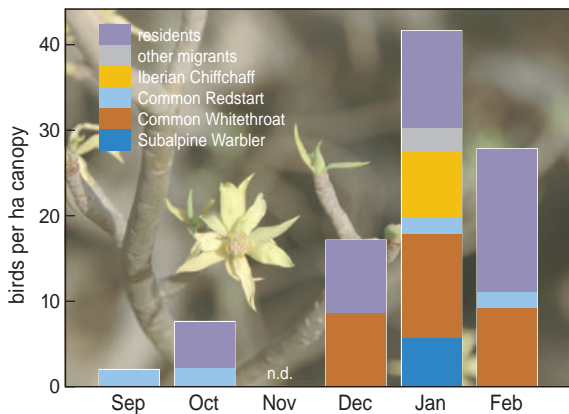 birds per ha canopy
40
30
20
10
0
residents
other migrants
Iberian Chiffchaff
Common Redstart
Common Whitethroat
Subalpine Warbler
n.d.
Sep Oct Nov Dec Jan Feb